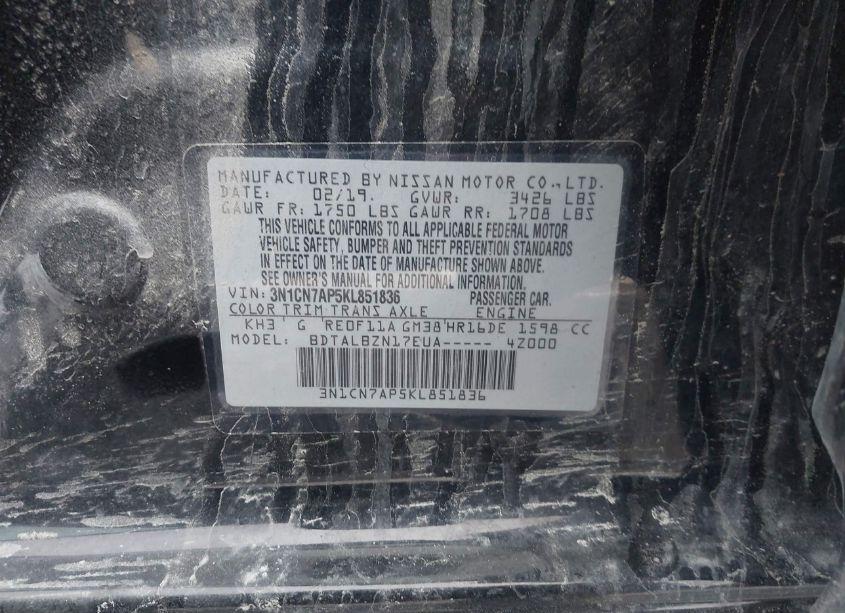 MANUFACTURED BY NISSAN MOTOR CO.,LTD.
DATE: 02/19. GVWR: 3426 LBS
GAWR FR: 1750 LBS GAWR RR: 1708 LBS
THIS VEHICLE CONFORMS TO ALL APPLICABLE FEDERAL MOTOR
VEHICLE SAFETY, BUMPER AND THEFT PREVENTION STANDARDS
IN EFFECT ON THE DATE OF MANUFACTURE SHOWN ABOVE.
SEE OWNER'S MANUAL FOR ADDITIONAL INFORMATION.
VIN: 3N1CN7AP5KL851836 PASSENGER CAR.
COLOR TRIM TRANS AXLE ENGINE
KH3 G RE0F11A GM38 HR16DE 1598 CC
MODEL: BDTALBZN17EUA----- 4Z000
3N1CN7AP5KL851836